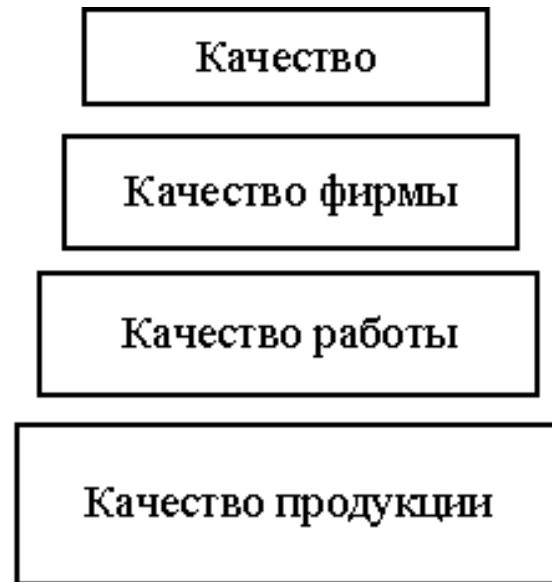 Качество
Качество фирмы
Качество работы
Качество продукции